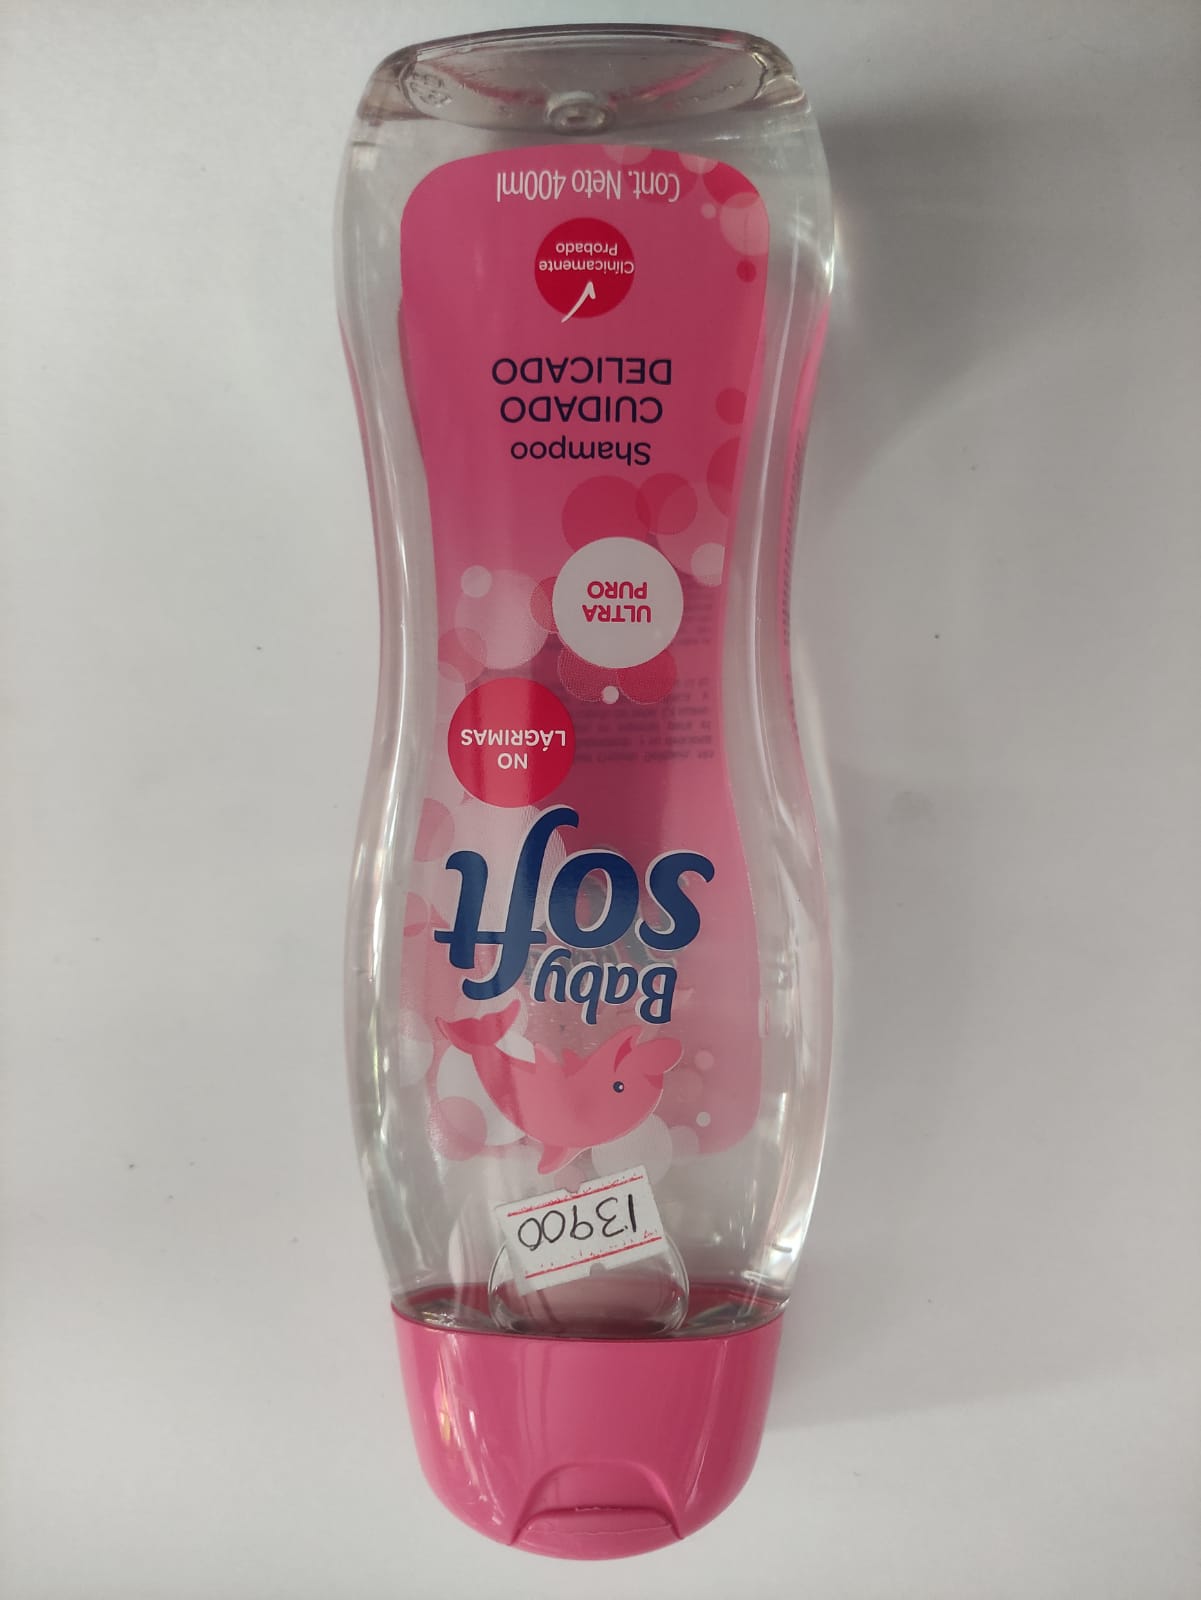 13900
Baby
soft
NO
LÁGRIMAS
ULTRA
PURO
Shampoo
CUIDADO
DELICADO
Clínicamente
Probado
Cont. Neto 400ml